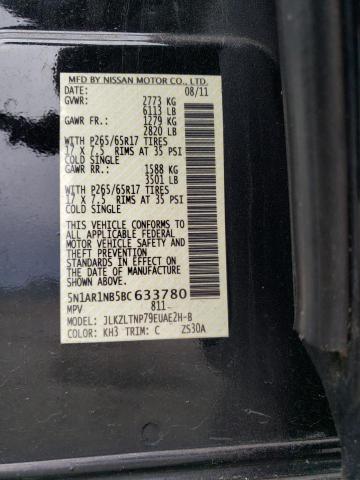 MFD BY NISSAN MOTOR CO., LTD.
DATE: 08/11
GVWR: 2773 KG
6113 LB
GAWR FR.: 1279 KG
2820 LB
WITH P265/65R17 TIRES
17 X 7.5 RIMS AT 35 PSI
COLD SINGLE
GAWR RR.: 1588 KG
3501 LB
WITH P265/65R17 TIRES
17 X 7.5 RIMS AT 35 PSI
COLD SINGLE
THIS VEHICLE CONFORMS TO
ALL APPLICABLE FEDERAL
MOTOR VEHICLE SAFETY
AND THEFT PREVENTION
STANDARDS IN EFFECT ON
THE DATE OF MANUFACTURE
SHOWN ABOVE.
5N1AR1NB5BC633780
MPV 811
MODEL: JLKZLTNP79EUAE2H-B
COLOR: KH3 TRIM: C ZS30A